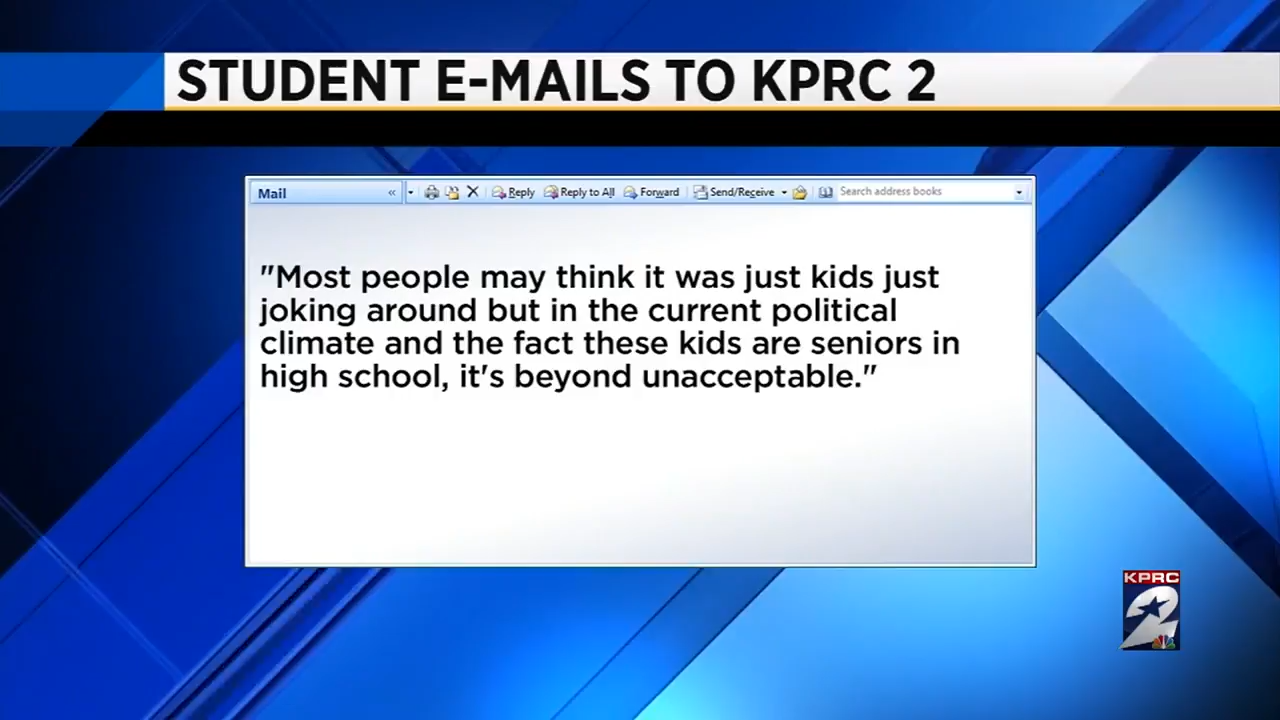 STUDENT E-MAILS TO KPRC 2
Mail « Reply Reply to All Forward Send/Receive Search address books
"Most people may think it was just kids just
joking around but in the current political
climate and the fact these kids are seniors in
high school, it's beyond unacceptable."
KPRC
2